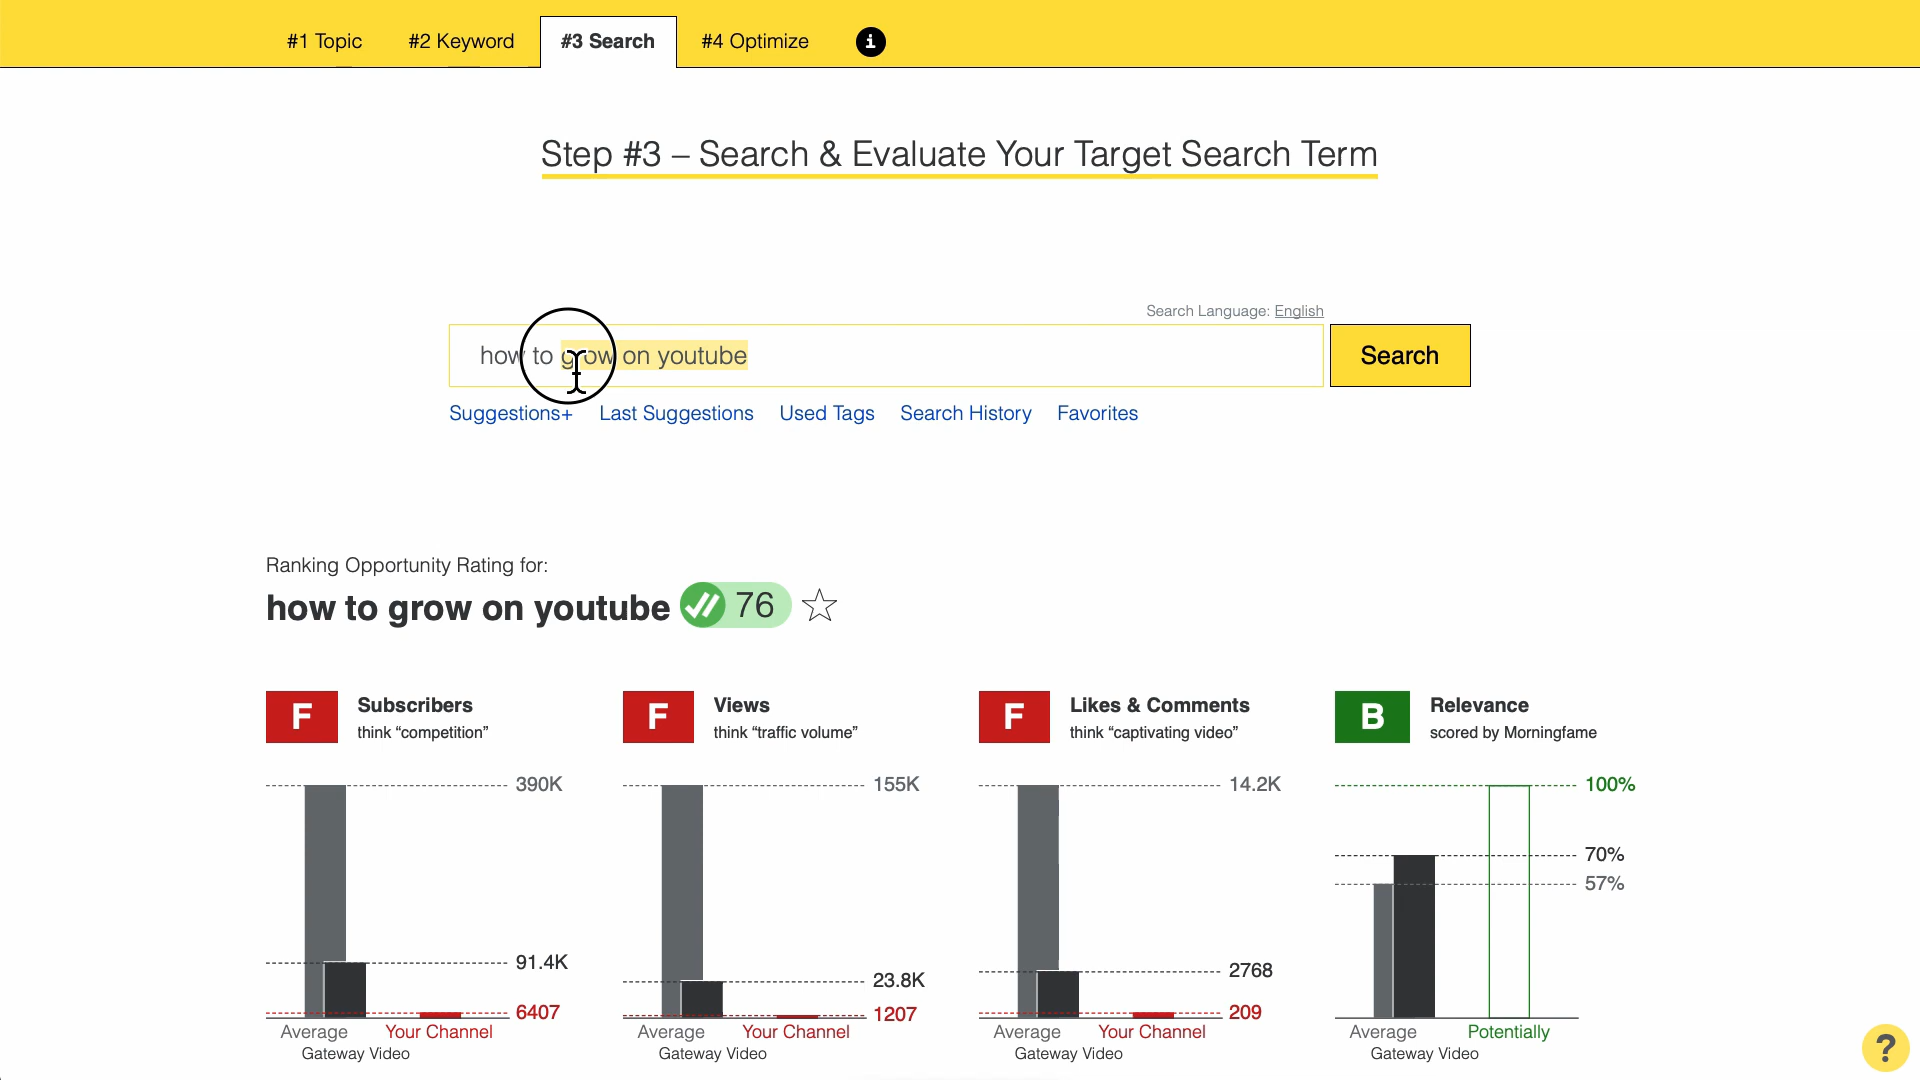 #1 Topic #2 Keyword #3 Search #4 Optimize i
Step #3 – Search & Evaluate Your Target Search Term
Search Language: English
how to grow on youtube Search
Suggestions+ Last Suggestions Used Tags Search History Favorites
Ranking Opportunity Rating for:
how to grow on youtube 76
F Subscribers
think “competition”
390K
91.4K
6407
Average Your Channel
Gateway Video
F Views
think “traffic volume”
155K
23.8K
1207
Average Your Channel
Gateway Video
F Likes & Comments
think “captivating video”
14.2K
2768
209
Average Your Channel
Gateway Video
B Relevance
scored by Morningfame
100%
70%
57%
Average Potentially
Gateway Video
?